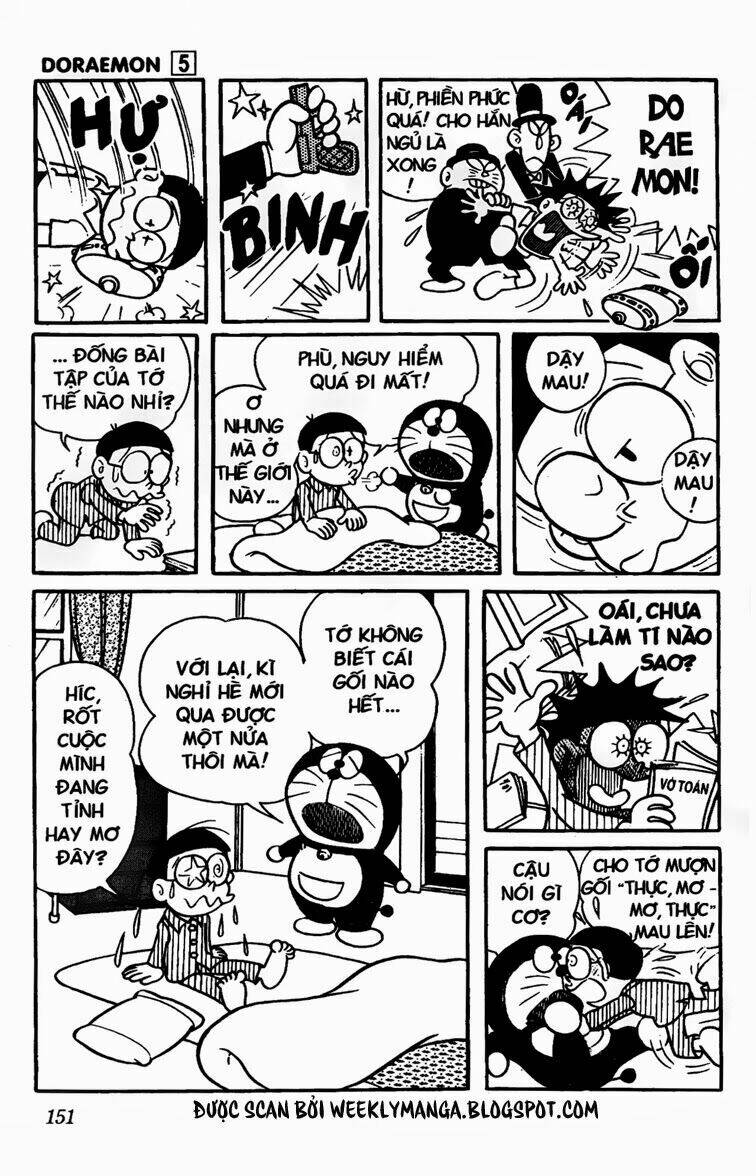 DORAEMON 5
DO
RAE
MON!
OÁI
HỪ, PHIỀN PHỨC
QUÁ! CHO HẮN
NGỦ LÀ
XONG
!
ỐI
BINH
HỰ
DẬY
MAU!
DẬY
MAU
!
PHÙ, NGUY HIỂM
QUÁ ĐI MẤT!
Ơ
NHƯNG
MÀ Ở
THẾ GIỚI
NÀY...
... ĐỐNG BÀI
TẬP CỦA TỚ
THẾ NÀO NHỈ?
OÁI, CHƯA
LÀM TÍ NÀO
SAO?
VỞ TOÁN
CHO TỚ MƯỢN
GỐI "THỰC, MƠ -
MƠ, THỰC"
MAU LÊN!
CẬU
NÓI GÌ
CƠ?
TỚ KHÔNG
BIẾT CÁI
GỐI NÀO
HẾT...
VỚI LẠI, KÌ
NGHỈ HÈ MỚI
QUA ĐƯỢC
MỘT NỬA
THÔI MÀ!
HÍC,
RỐT
CUỘC
MÌNH
ĐANG
TỈNH
HAY MƠ
ĐÂY?
151
ĐƯỢC SCAN BỞI WEEKLYMANGA.BLOGSPOT.COM